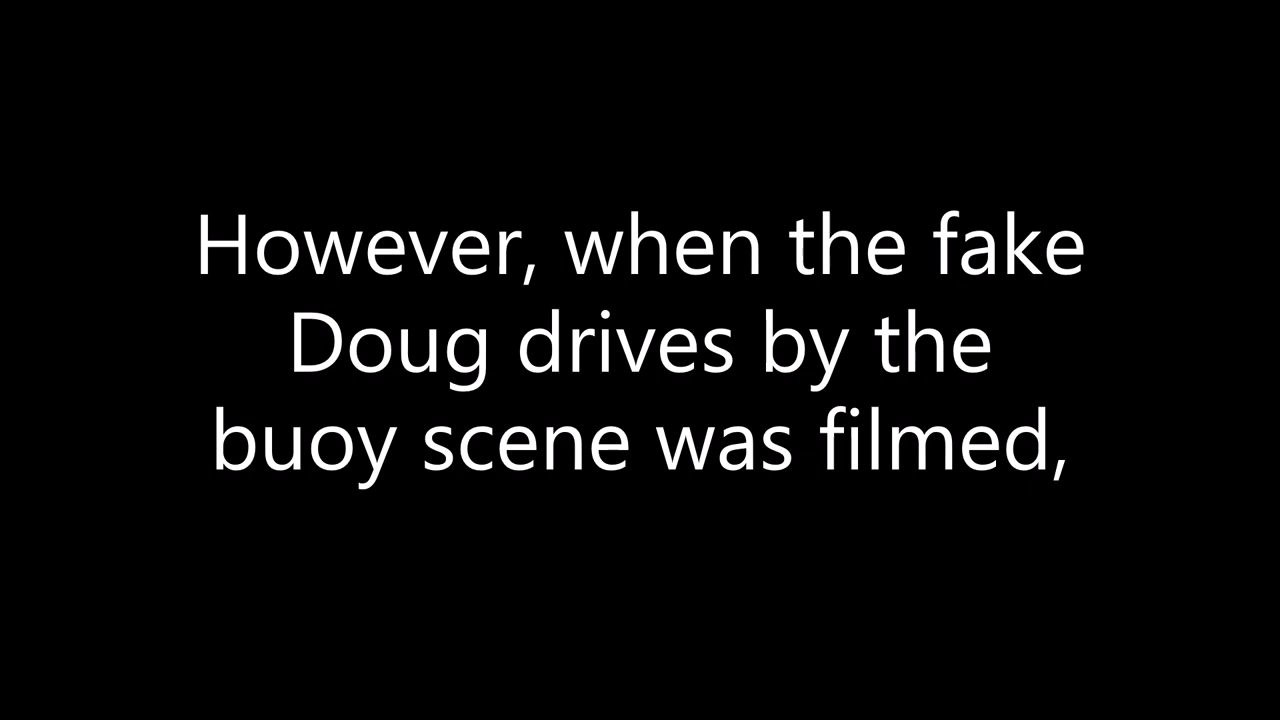 However, when the fake
Doug drives by the
buoy scene was filmed,